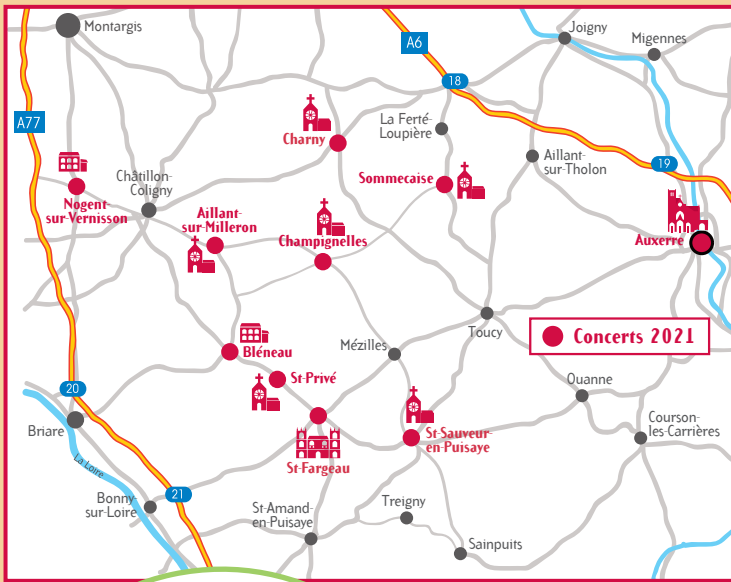 Montargis
A6
Joigny
Migennes
18
A77
Charny
La Ferté-
Loupière
19
Aillant-
sur-Tholon
Châtillon-
Coligny
Sommecaise
Nogent-
sur-Vernisson
Aillant-
sur-Milleron
Champignelles
Auxerre
Toucy
Concerts 2021
Bléneau
Mézilles
St-Privé
Ouanne
20
Briare
St-Fargeau
St-Sauveur-
en-Puisaye
Courson-
les-Carrières
La Loire
21
Bonny-
sur-Loire
St-Amand-
en-Puisaye
Treigny
Sainpuits